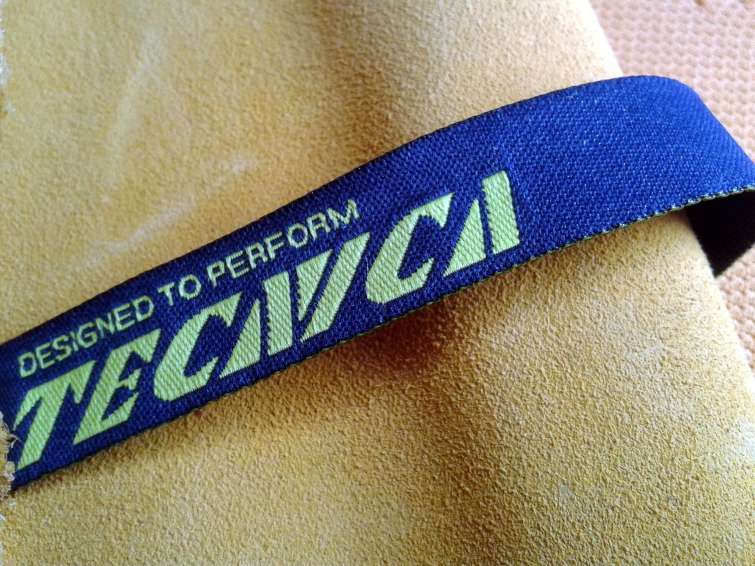 DESIGNED TO PERFORM
TECNICA